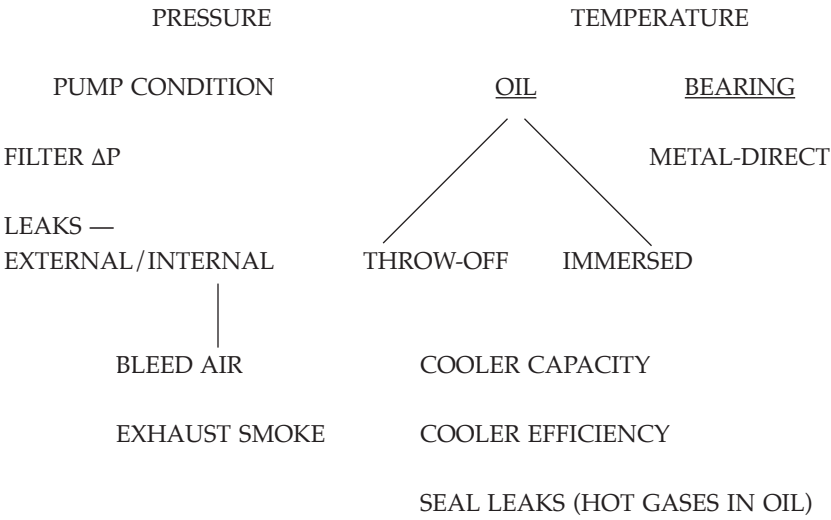 PRESSURE TEMPERATURE
PUMP CONDITION OIL BEARING
FILTER ΔP METAL-DIRECT
LEAKS —
EXTERNAL/INTERNAL THROW-OFF IMMERSED
BLEED AIR COOLER CAPACITY
EXHAUST SMOKE COOLER EFFICIENCY
SEAL LEAKS (HOT GASES IN OIL)